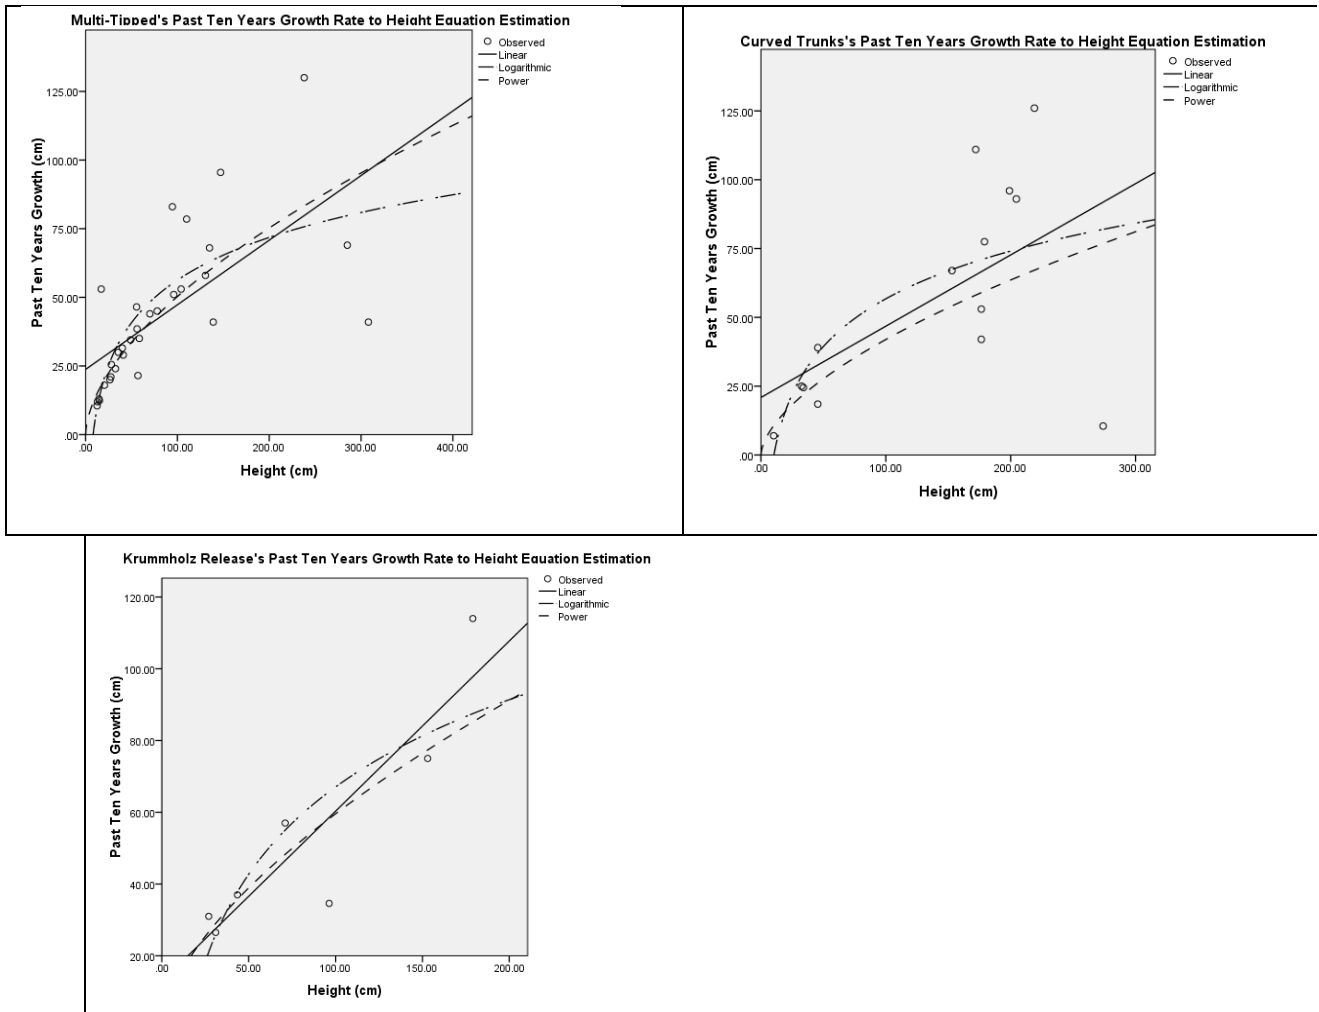 Multi-Tipped's Past Ten Years Growth Rate to Height Equation Estimation
Observed
Linear
Logarithmic
Power
Past Ten Years Growth (cm)
125.00
100.00
75.00
50.00
25.00
.00
.00 100.00 200.00 300.00 400.00
Height (cm)
Curved Trunks's Past Ten Years Growth Rate to Height Equation Estimation
Observed
Linear
Logarithmic
Power
Past Ten Years Growth (cm)
125.00
100.00
75.00
50.00
25.00
.00
.00 100.00 200.00 300.00
Height (cm)
Krummholz Release's Past Ten Years Growth Rate to Height Equation Estimation
Observed
Linear
Logarithmic
Power
Past Ten Years Growth (cm)
120.00
100.00
80.00
60.00
40.00
20.00
.00 50.00 100.00 150.00 200.00
Height (cm)